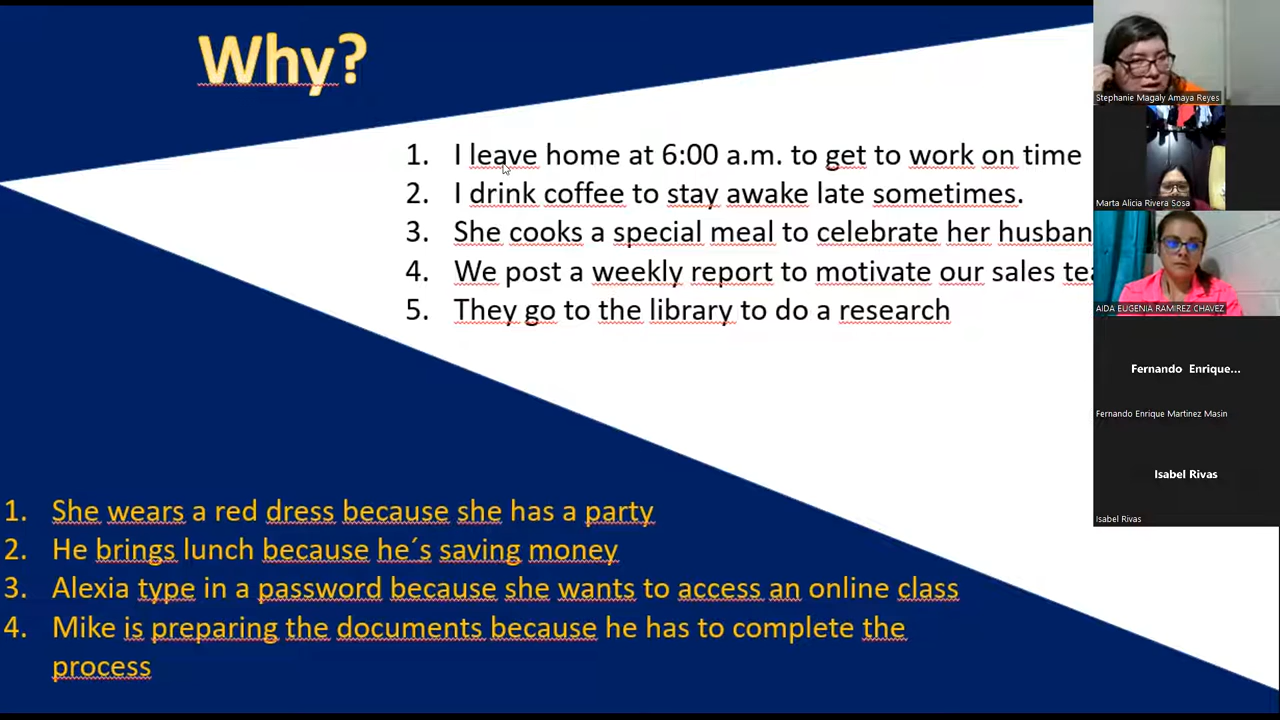 Why?
1. I leave home at 6:00 a.m. to get to work on time
2. I drink coffee to stay awake late sometimes.
3. She cooks a special meal to celebrate her husban
4. We post a weekly report to motivate our sales tea
5. They go to the library to do a research
1. She wears a red dress because she has a party
2. He brings lunch because he´s saving money
3. Alexia type in a password because she wants to access an online class
4. Mike is preparing the documents because he has to complete the
process
Stephanie Magaly Amaya Reyes
Marta Alicia Rivera Sosa
AIDA EUGENIA RAMIREZ CHAVEZ
Fernando Enrique...
Fernando Enrique Martinez Masin
Isabel Rivas
Isabel Rivas